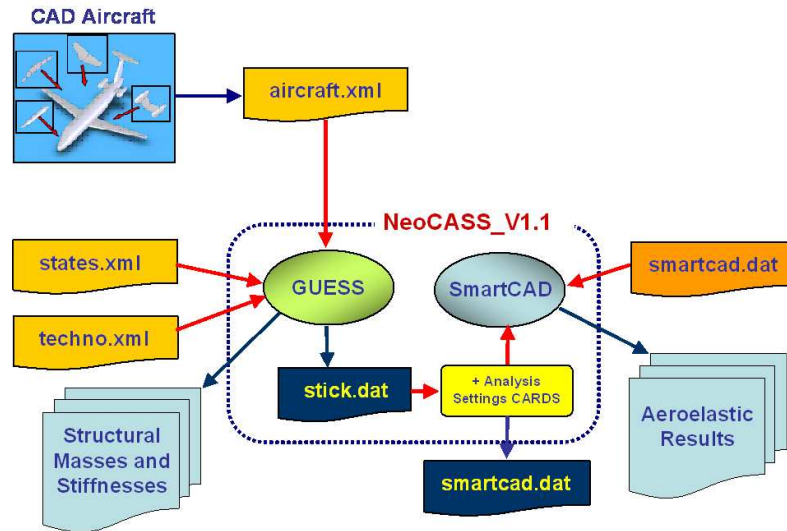 CAD Aircraft
aircraft.xml
NeoCASS_V1.1
states.xml
GUESS
SmartCAD
smartcad.dat
techno.xml
stick.dat
+ Analysis
Settings CARDS
Structural
Masses and
Stiffnesses
Aeroelastic
Results
smartcad.dat